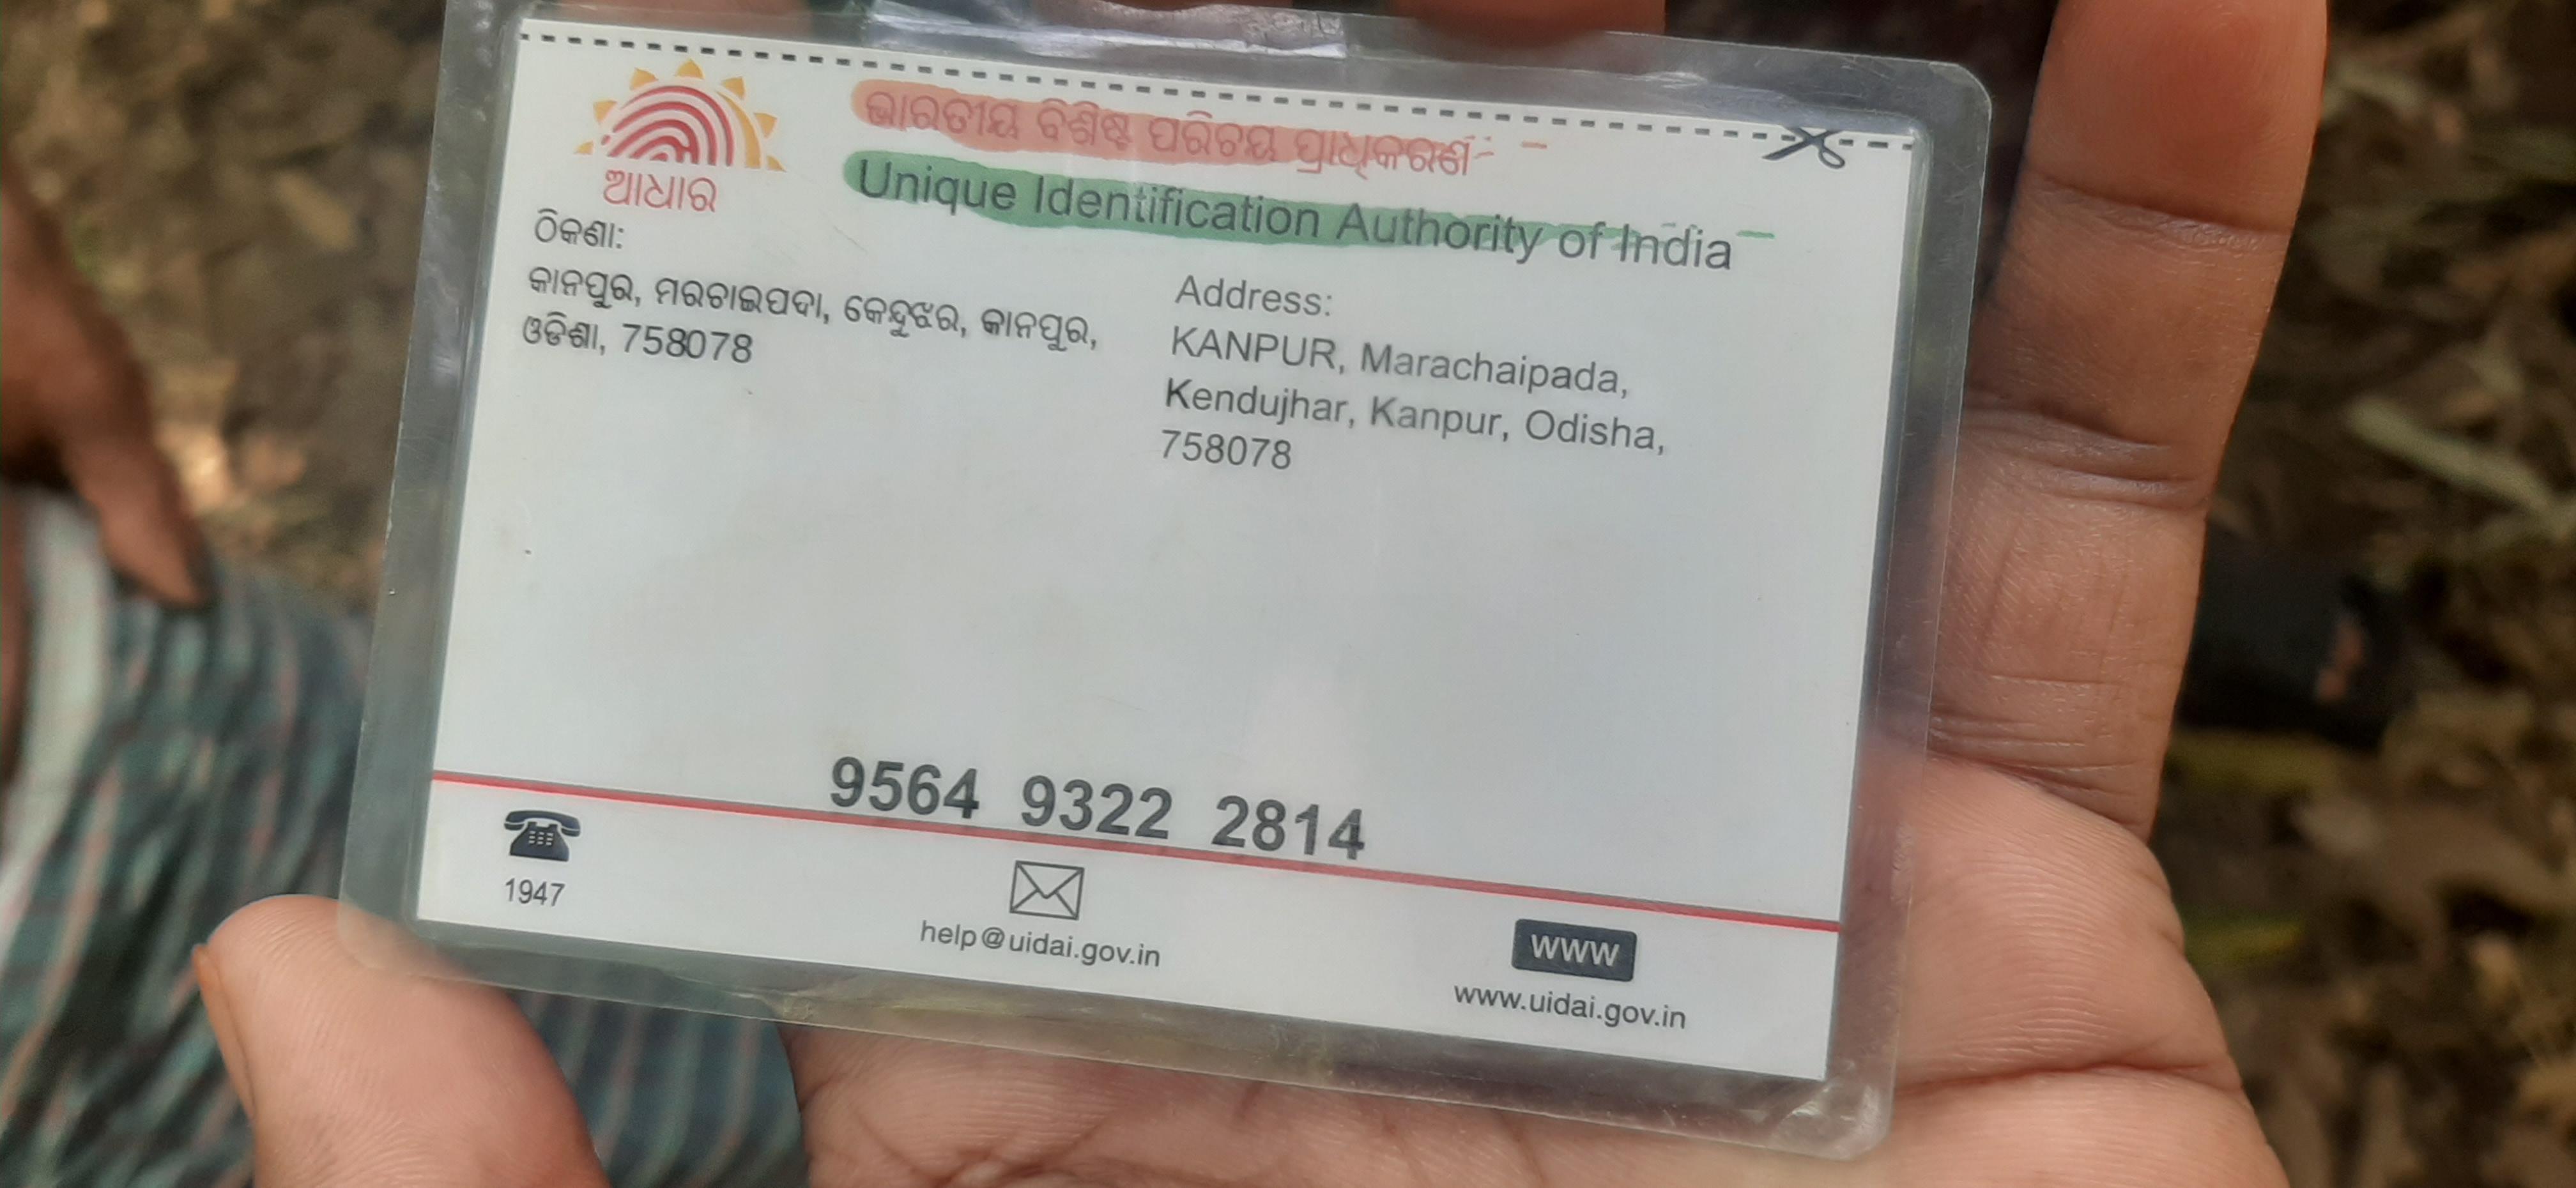 ଭାରତୀୟ ବିଶିଷ୍ଟ ପରିଚୟ ପ୍ରାଧିକରଣ
Unique Identification Authority of India
ଆଧାର
ଠିକଣା:
କାନପୁର, ମରଚାଇପଦା, କେନ୍ଦୁଝର, କାନପୁର,
ଓଡିଶା, 758078
Address:
KANPUR, Marachaipada,
Kendujhar, Kanpur, Odisha,
758078
9564 9322 2814
1947
help@uidai.gov.in
WWW
www.uidai.gov.in